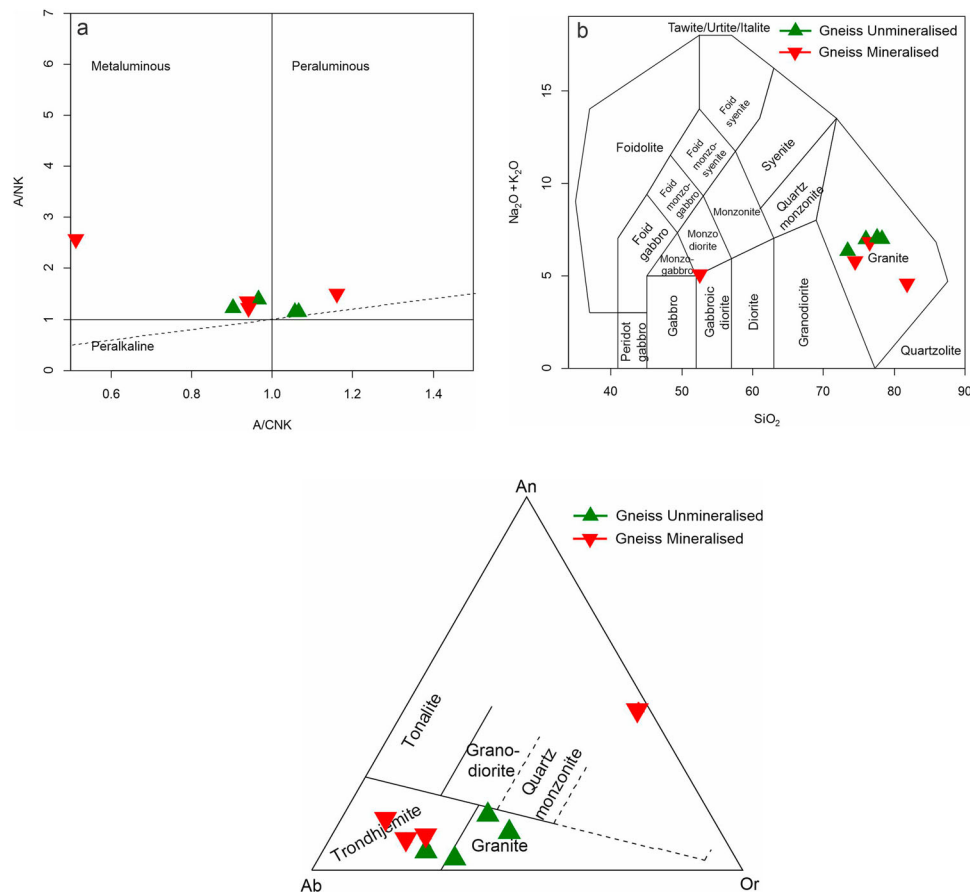 a
7
6
5
4
3
2
1
0
A/NK
Metaluminous
Peraluminous
Peralkaline
0.6
0.8
1.0
1.2
1.4
A/CNK
b
Tawite/Urtite/Italite
Gneiss Unmineralised
Gneiss Mineralised
15
10
5
0
Na₂O+K₂O
Foidolite
Foid
syenite
Foid
monzo-
syenite
Foid
monzo-
gabbro
Foid
gabbro
Syenite
Quartz
monzonite
Monzonite
Monzo
diorite
Monzo-
gabbro
Granite
Peridot
gabbro
Gabbro
Gabbroic
diorite
Diorite
Granodiorite
Quartzolite
40
50
60
70
80
90
SiO₂
An
Gneiss Unmineralised
Gneiss Mineralised
Tonalite
Grano-
diorite
Quartz
monzonite
Trondhjemite
Granite
Ab
Or